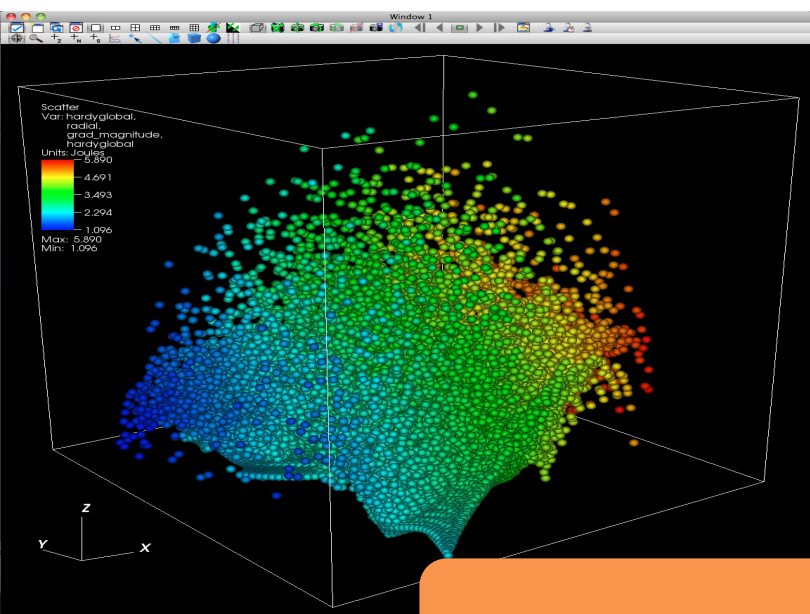 Window 1
Scatter
Var: hardyglobal,
radial,
grad_magnitude,
hardyglobal
Units: Joules
5.890
4.691
3.493
2.294
1.096
Max: 5.890
Min: 1.096
Z
Y
X